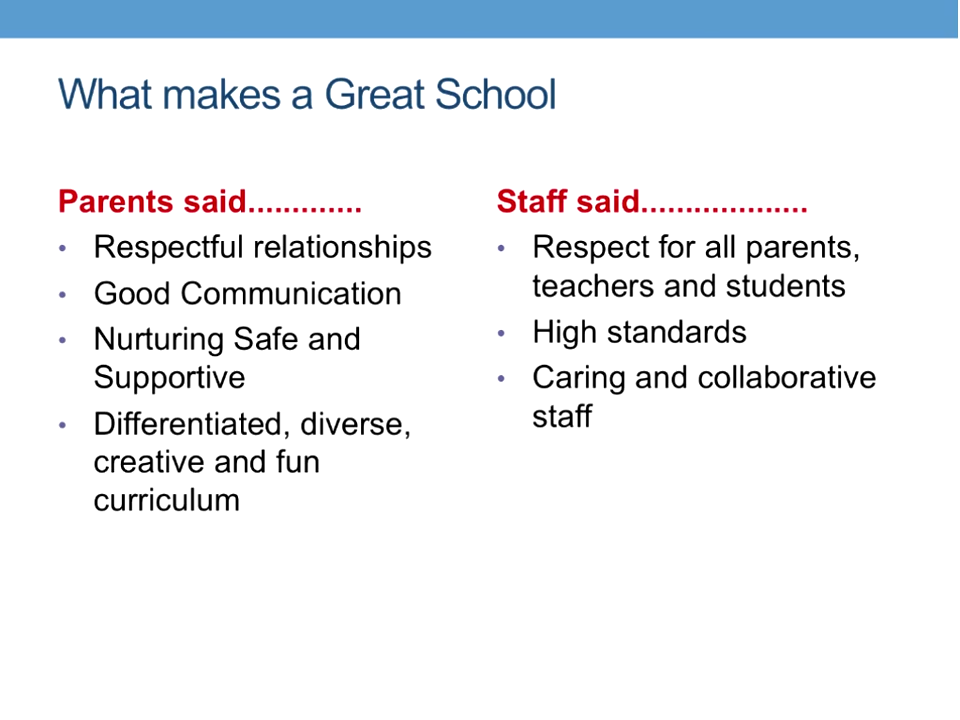 What makes a Great School
Parents said.............
• Respectful relationships
• Good Communication
• Nurturing Safe and
Supportive
• Differentiated, diverse,
creative and fun
curriculum
Staff said...................
• Respect for all parents,
teachers and students
• High standards
• Caring and collaborative
staff